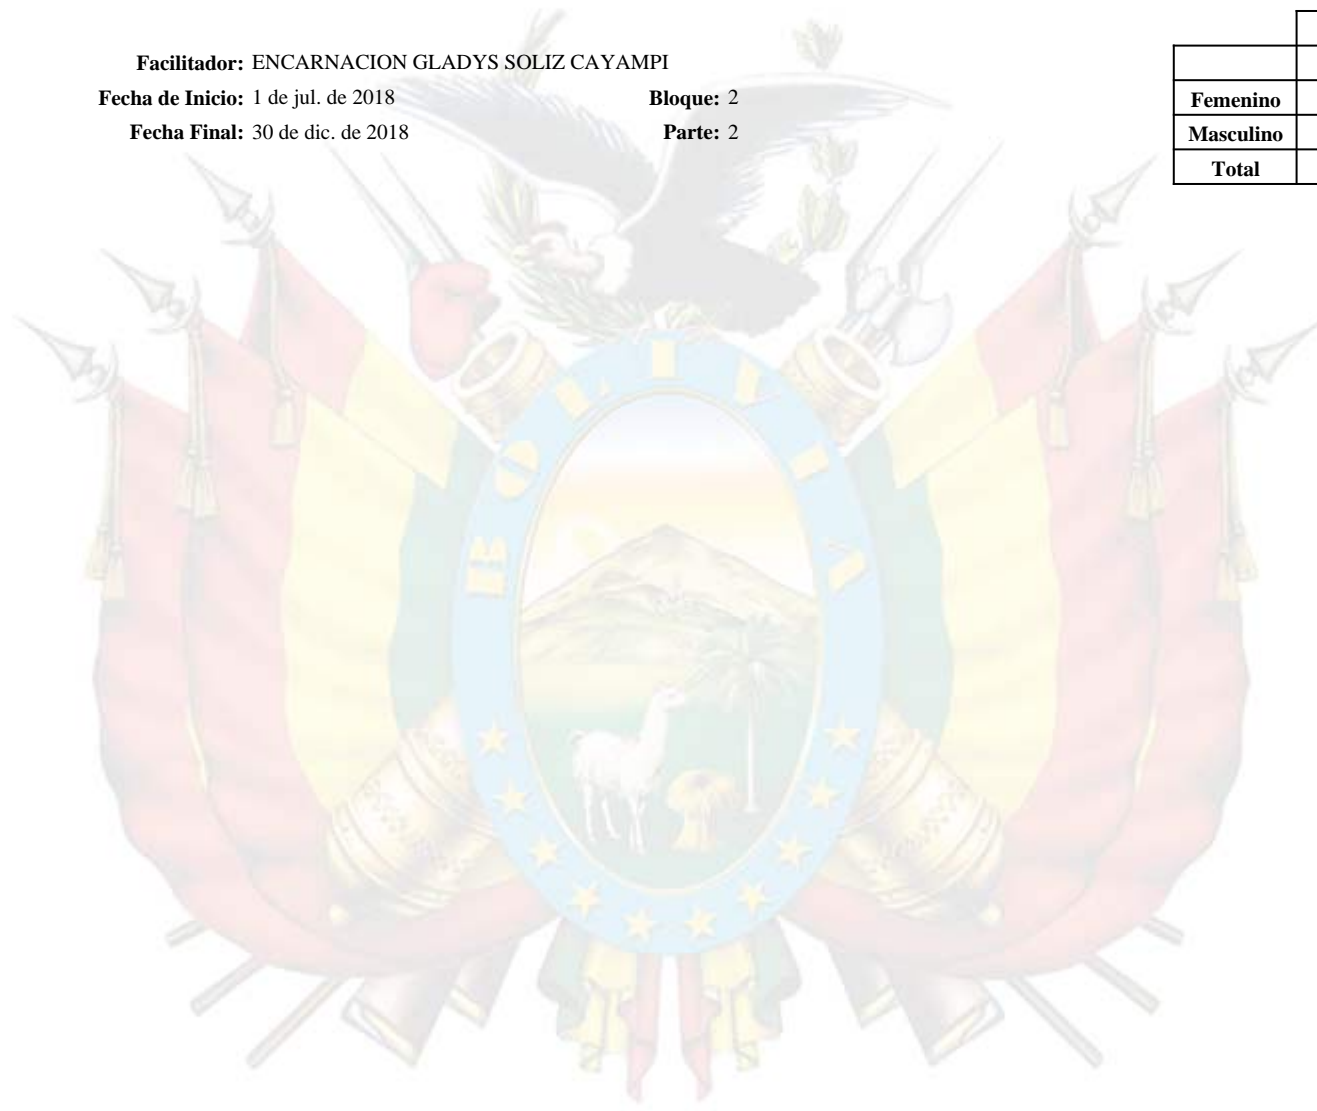 Facilitador: ENCARNACION GLADYS SOLIZ CAYAMPI
Fecha de Inicio: 1 de jul. de 2018 Bloque: 2
Fecha Final: 30 de dic. de 2018 Parte: 2
Femenino
Masculino
Total
BOLIVIA